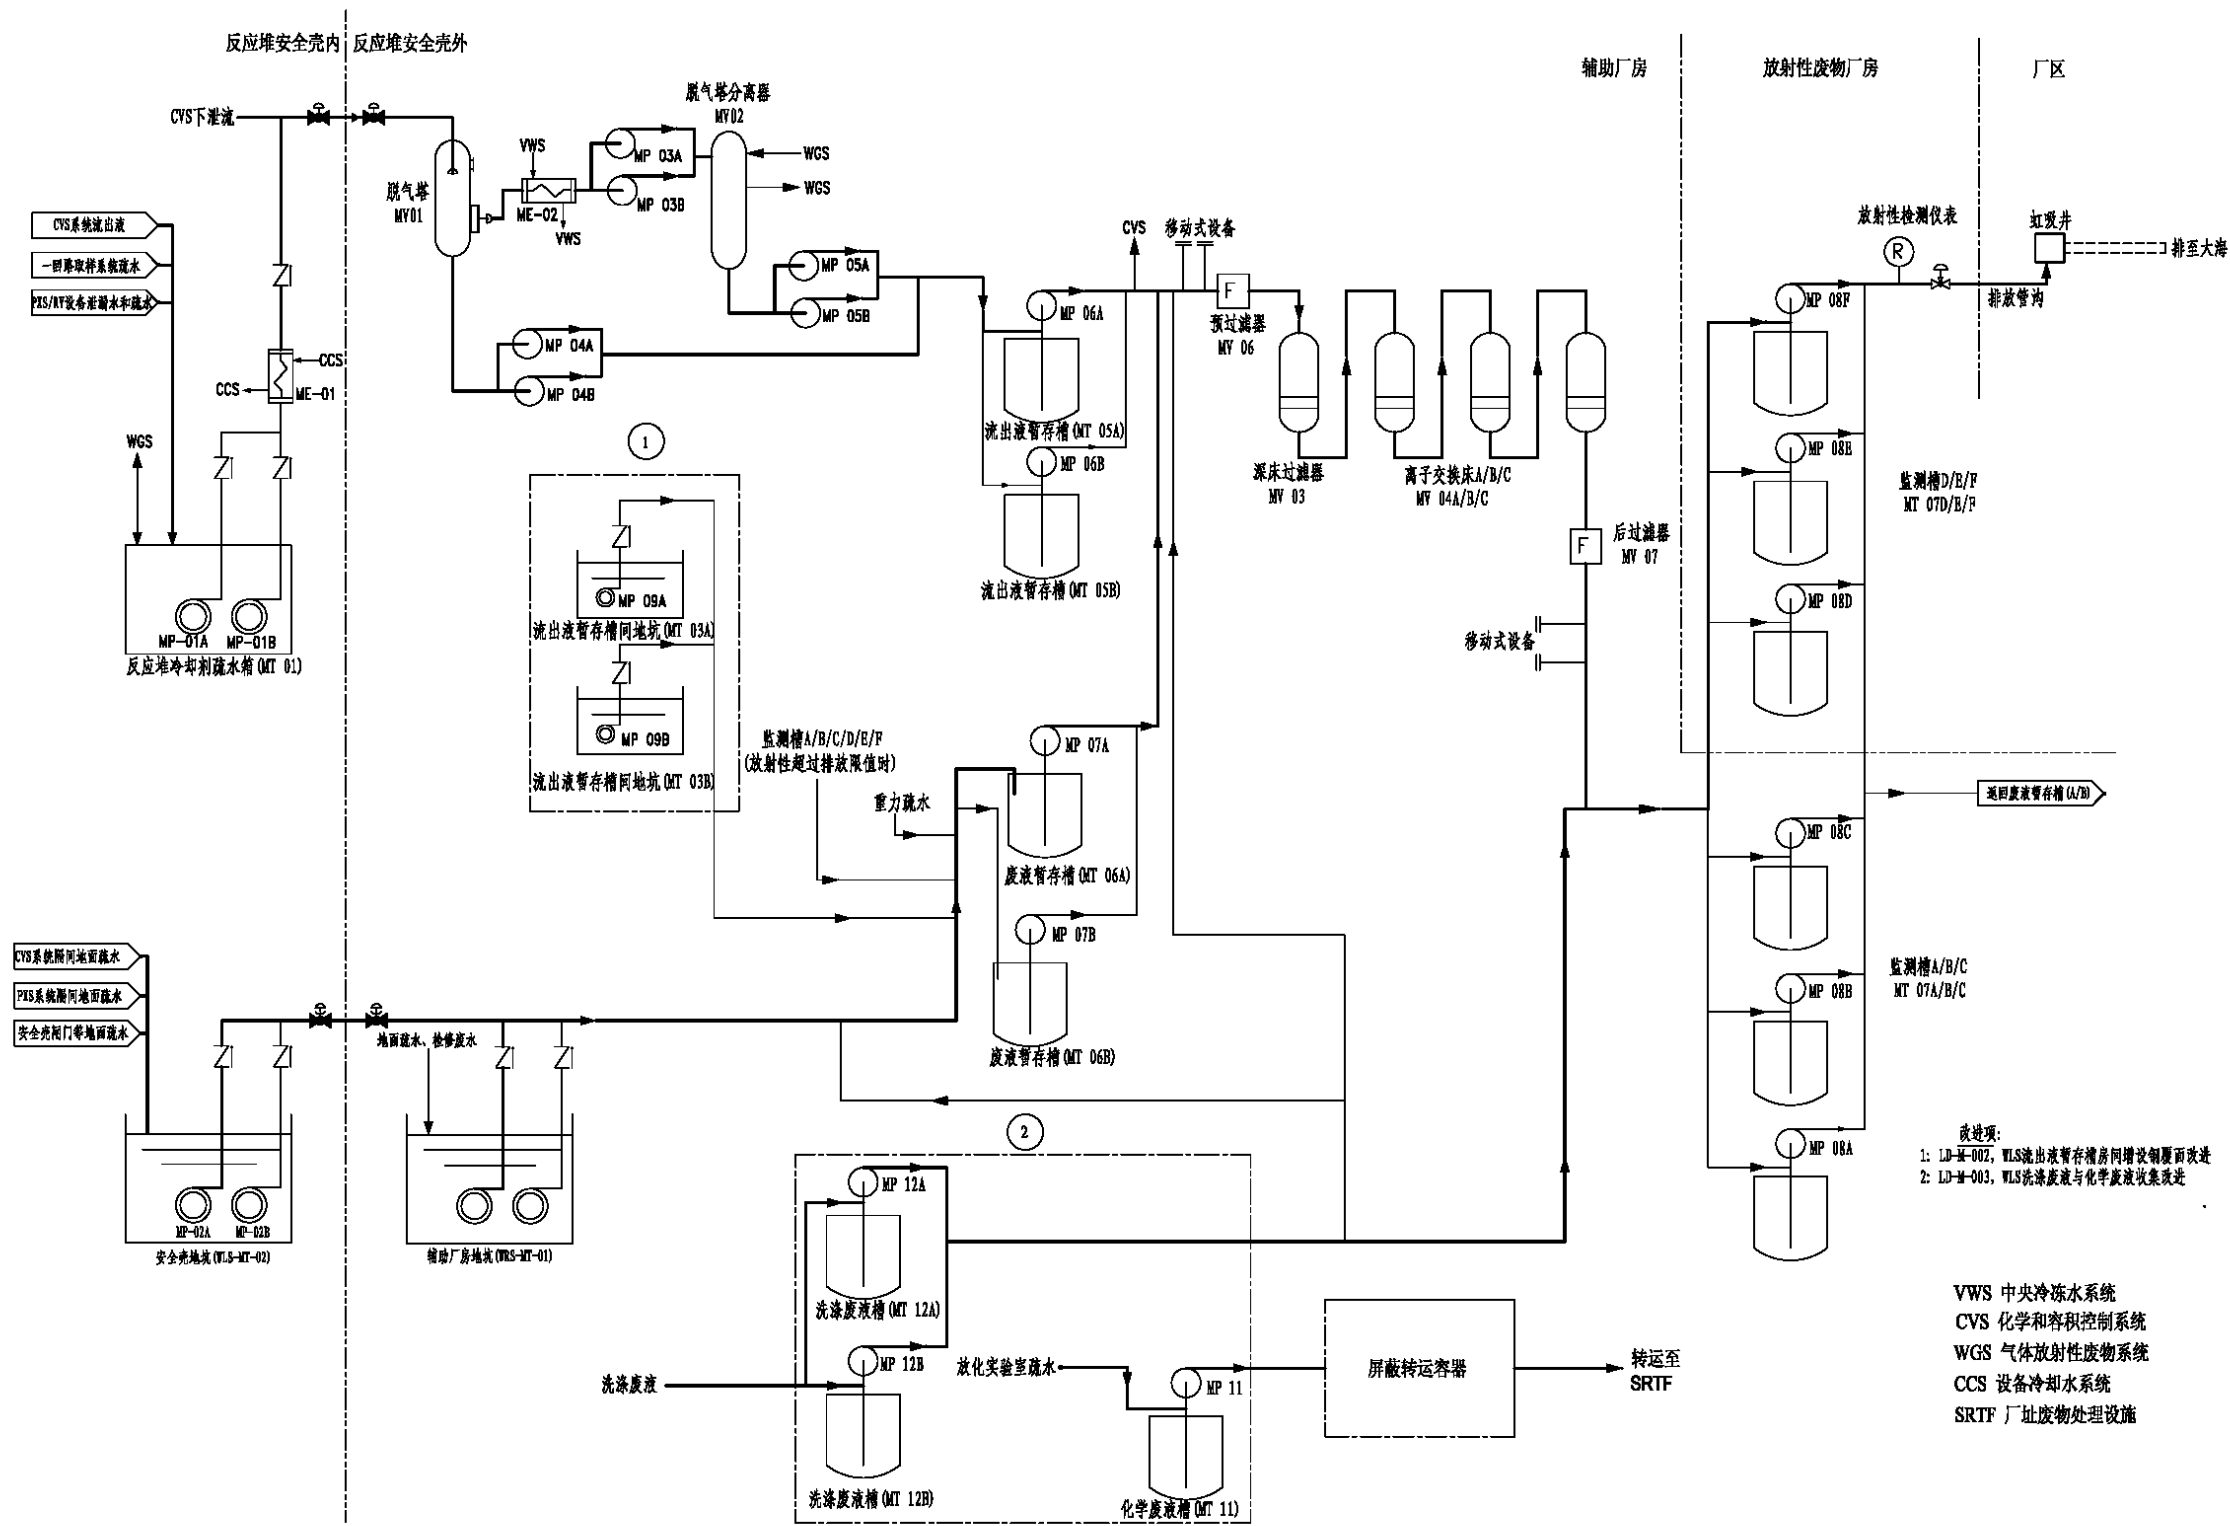 反应堆安全壳内
反应堆安全壳外
辅助厂房
放射性废物厂房
厂区
CVS下泄流
脱气塔分离器
MV02
VWS
MP 03A
WGS
脱气塔
MV01
ME-02
MP 03B
WGS
VWS
CVS系统流出液
一回路取样系统疏水
PXS/RV设备泄漏水和疏水
CVS
移动式设备
放射性检测仪表
R
虹吸井
排至大海
排放管沟
MP 05A
MP 05B
MP 06A
F
预过滤器
MV 06
MP 08F
MP 04A
MP 04B
CCS
CCS
ME-01
WGS
1
流出液暂存槽(MT 05A)
MP 06B
深床过滤器
MV 03
离子交换床A/B/C
MV 04A/B/C
MP 08E
监测槽D/E/F
MT 07D/E/F
F
后过滤器
MV 07
流出液暂存槽(MT 05B)
MP 09A
流出液暂存槽间地坑(MT 03A)
MP 08D
MP-01A
MP-01B
反应堆冷却剂疏水箱(MT 01)
移动式设备
MP 09B
流出液暂存槽间地坑(MT 03B)
监测槽A/B/C/D/E/F
(放射性超过排放限值时)
重力疏水
MP 07A
返回废液暂存槽(A/B)
MP 08C
废液暂存槽(MT 06A)
MP 07B
CVS系统隔间地面疏水
PXS系统隔间地面疏水
安全壳闸门等地面疏水
监测槽A/B/C
MT 07A/B/C
MP 08B
地面疏水、检修废水
废液暂存槽(MT 06B)
2
MP 08A
改进项:
1: LD-M-002, WLS流出液暂存槽房间增设钢覆面改进
2: LD-M-003, WLS洗涤废液与化学废液收集改进
MP 12A
MP-02A
MP-02B
安全壳地坑(WLS-MT-02)
辅助厂房地坑(WRS-MT-01)
洗涤废液槽(MT 12A)
MP 12B
洗涤废液
放化实验室疏水
MP 11
屏蔽转运容器
转运至
SRTF
洗涤废液槽(MT 12B)
化学废液槽(MT 11)
VWS 中央冷冻水系统
CVS 化学和容积控制系统
WGS 气体放射性废物系统
CCS 设备冷却水系统
SRTF 厂址废物处理设施